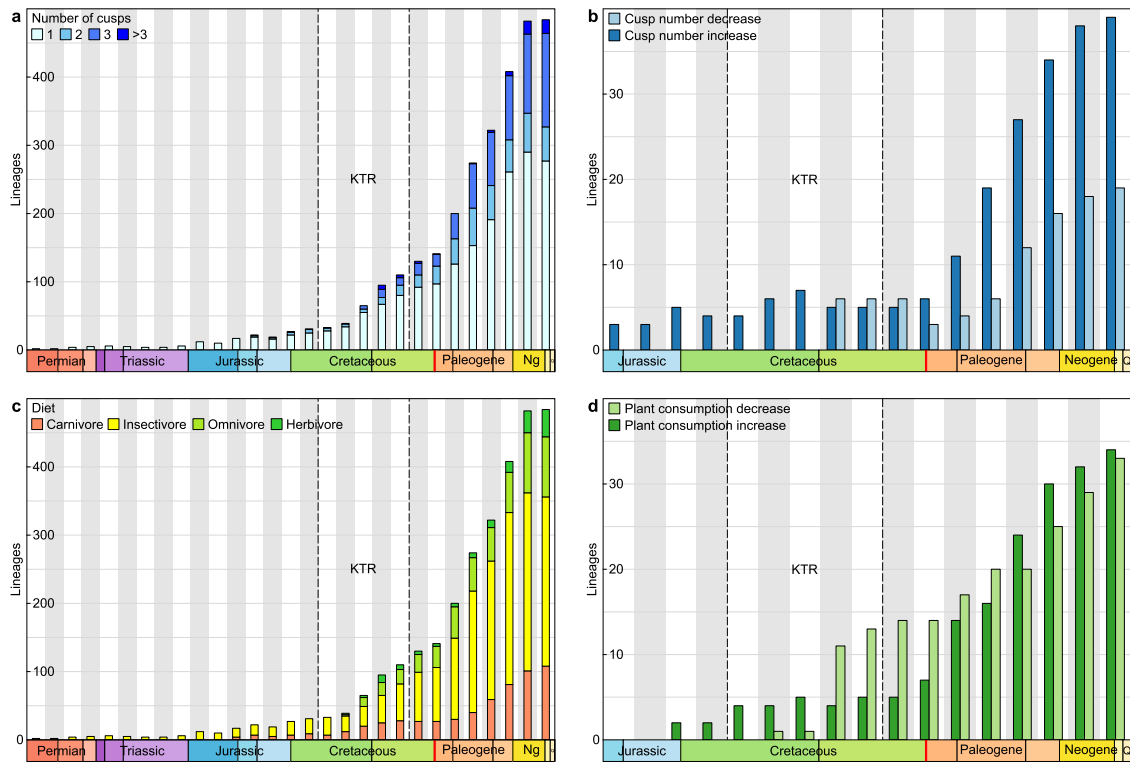 a
Number of cusps
1 2 3 >3
400
300
200
100
0
Lineages
KTR
Permian Triassic Jurassic Cretaceous Paleogene Ng
b
Cusp number decrease
Cusp number increase
30
20
10
0
Lineages
KTR
Jurassic Cretaceous Paleogene Neogene Q
c
Diet
Carnivore Insectivore Omnivore Herbivore
400
300
200
100
0
Lineages
KTR
Permian Triassic Jurassic Cretaceous Paleogene Ng
d
Plant consumption decrease
Plant consumption increase
30
20
10
0
Lineages
KTR
Jurassic Cretaceous Paleogene Neogene Q